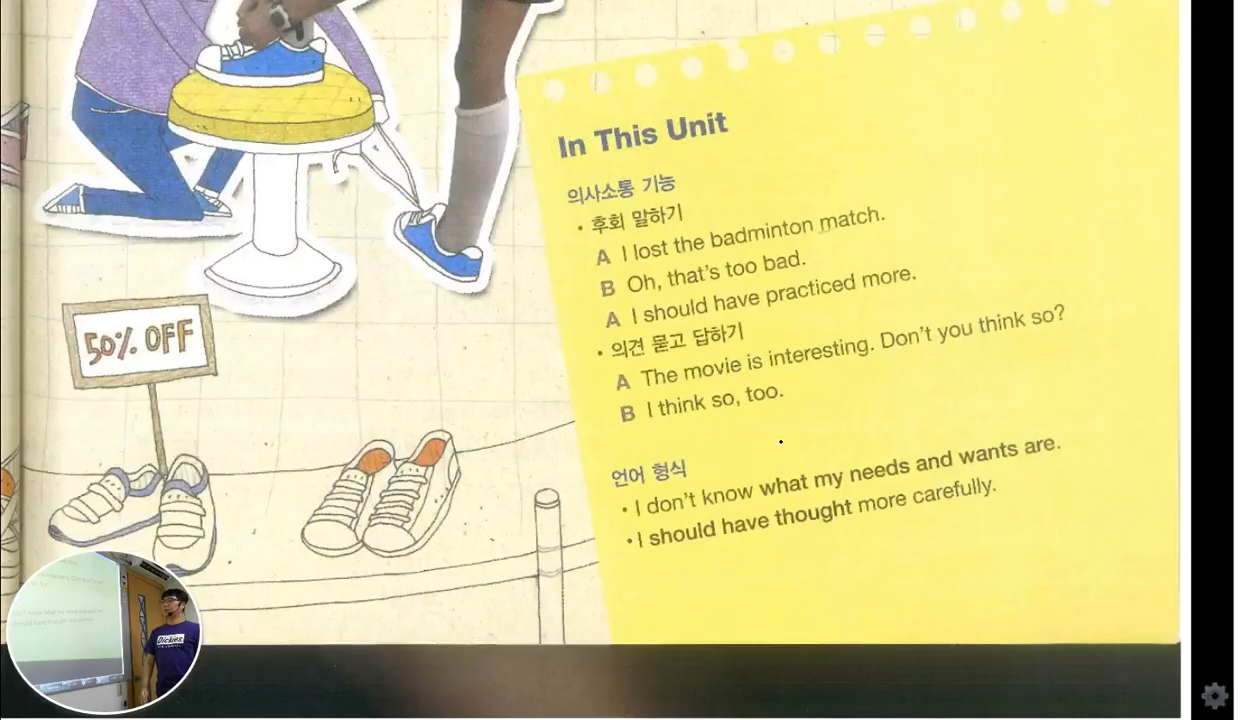 In This Unit
의사소통 기능
• 후회 말하기
A I lost the badminton match.
B Oh, that's too bad.
A I should have practiced more.
• 의견 묻고 답하기
A The movie is interesting. Don't you think so?
B I think so, too.
언어 형식
• I don't know what my needs and wants are.
• I should have thought more carefully.
50% OFF
Dickies